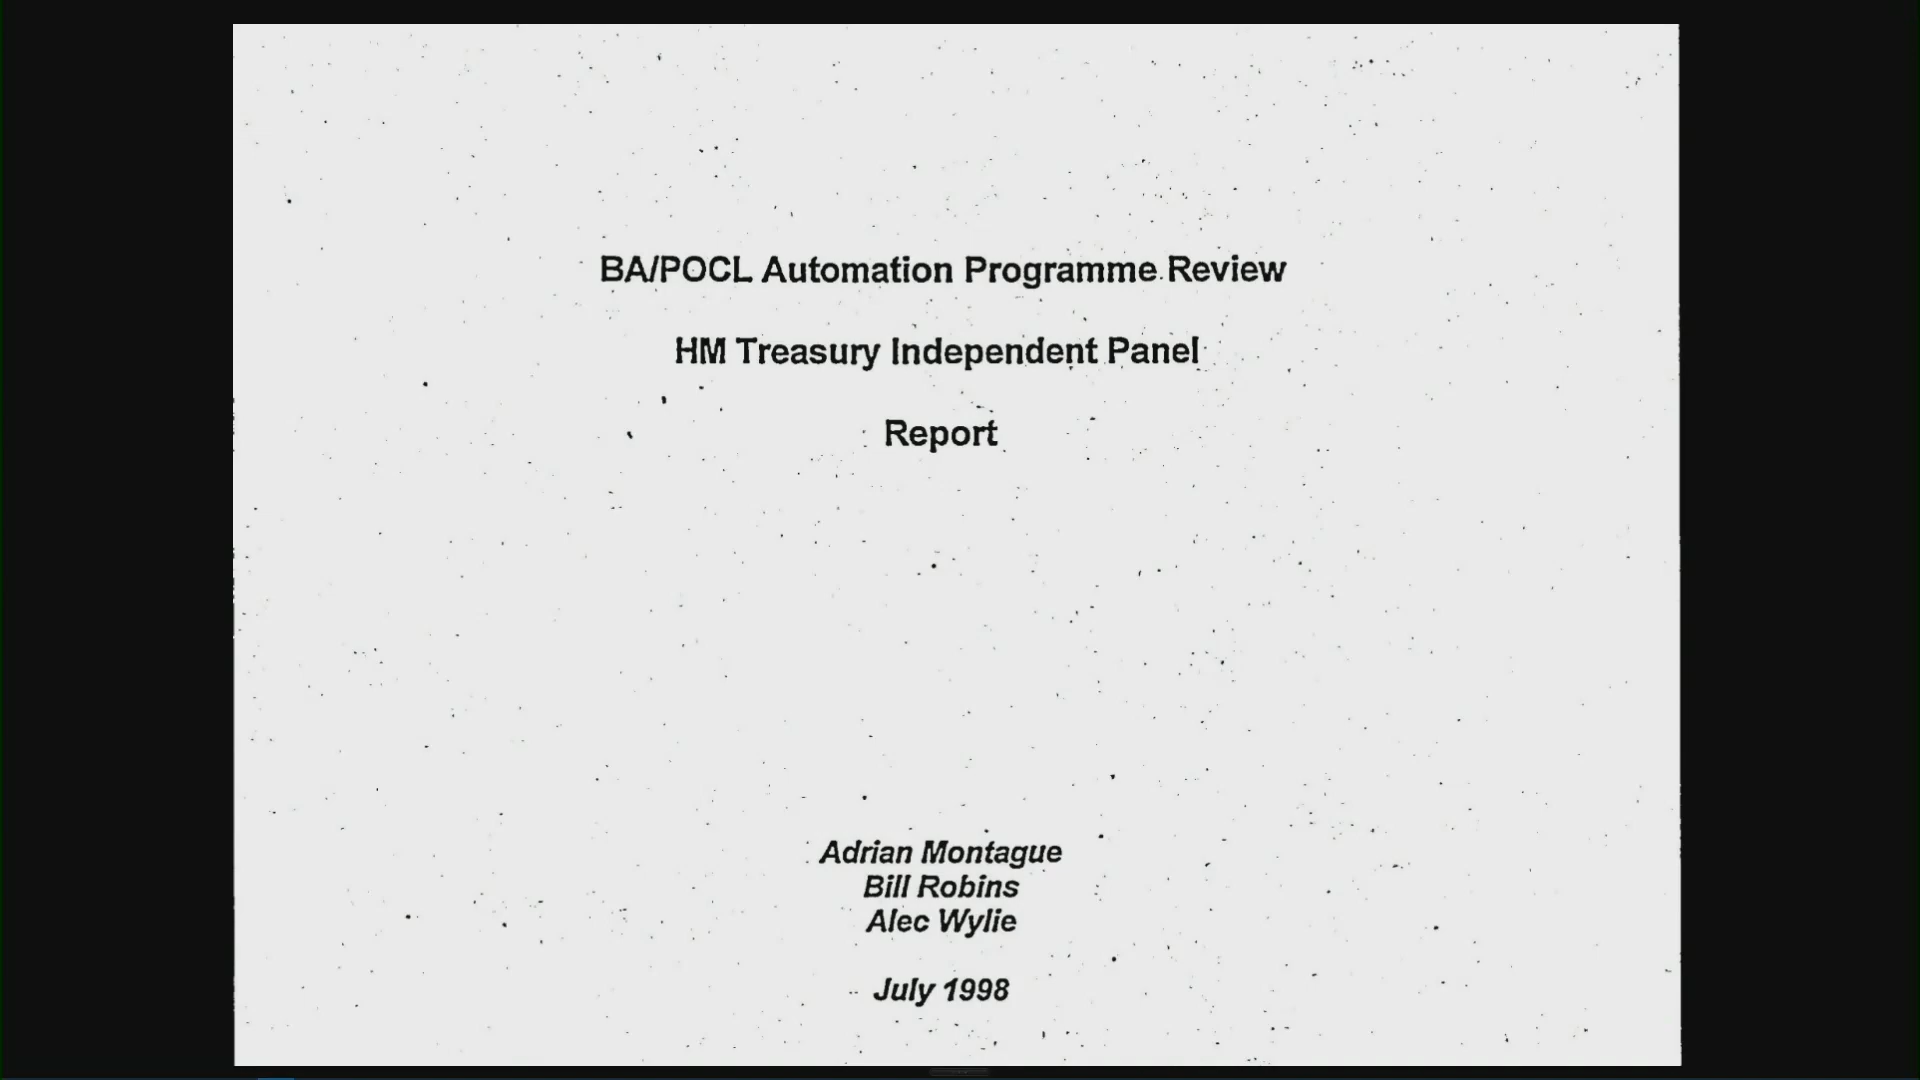 BA/POCL Automation Programme Review
HM Treasury Independent Panel
Report
Adrian Montague
Bill Robins
Alec Wylie
July 1998